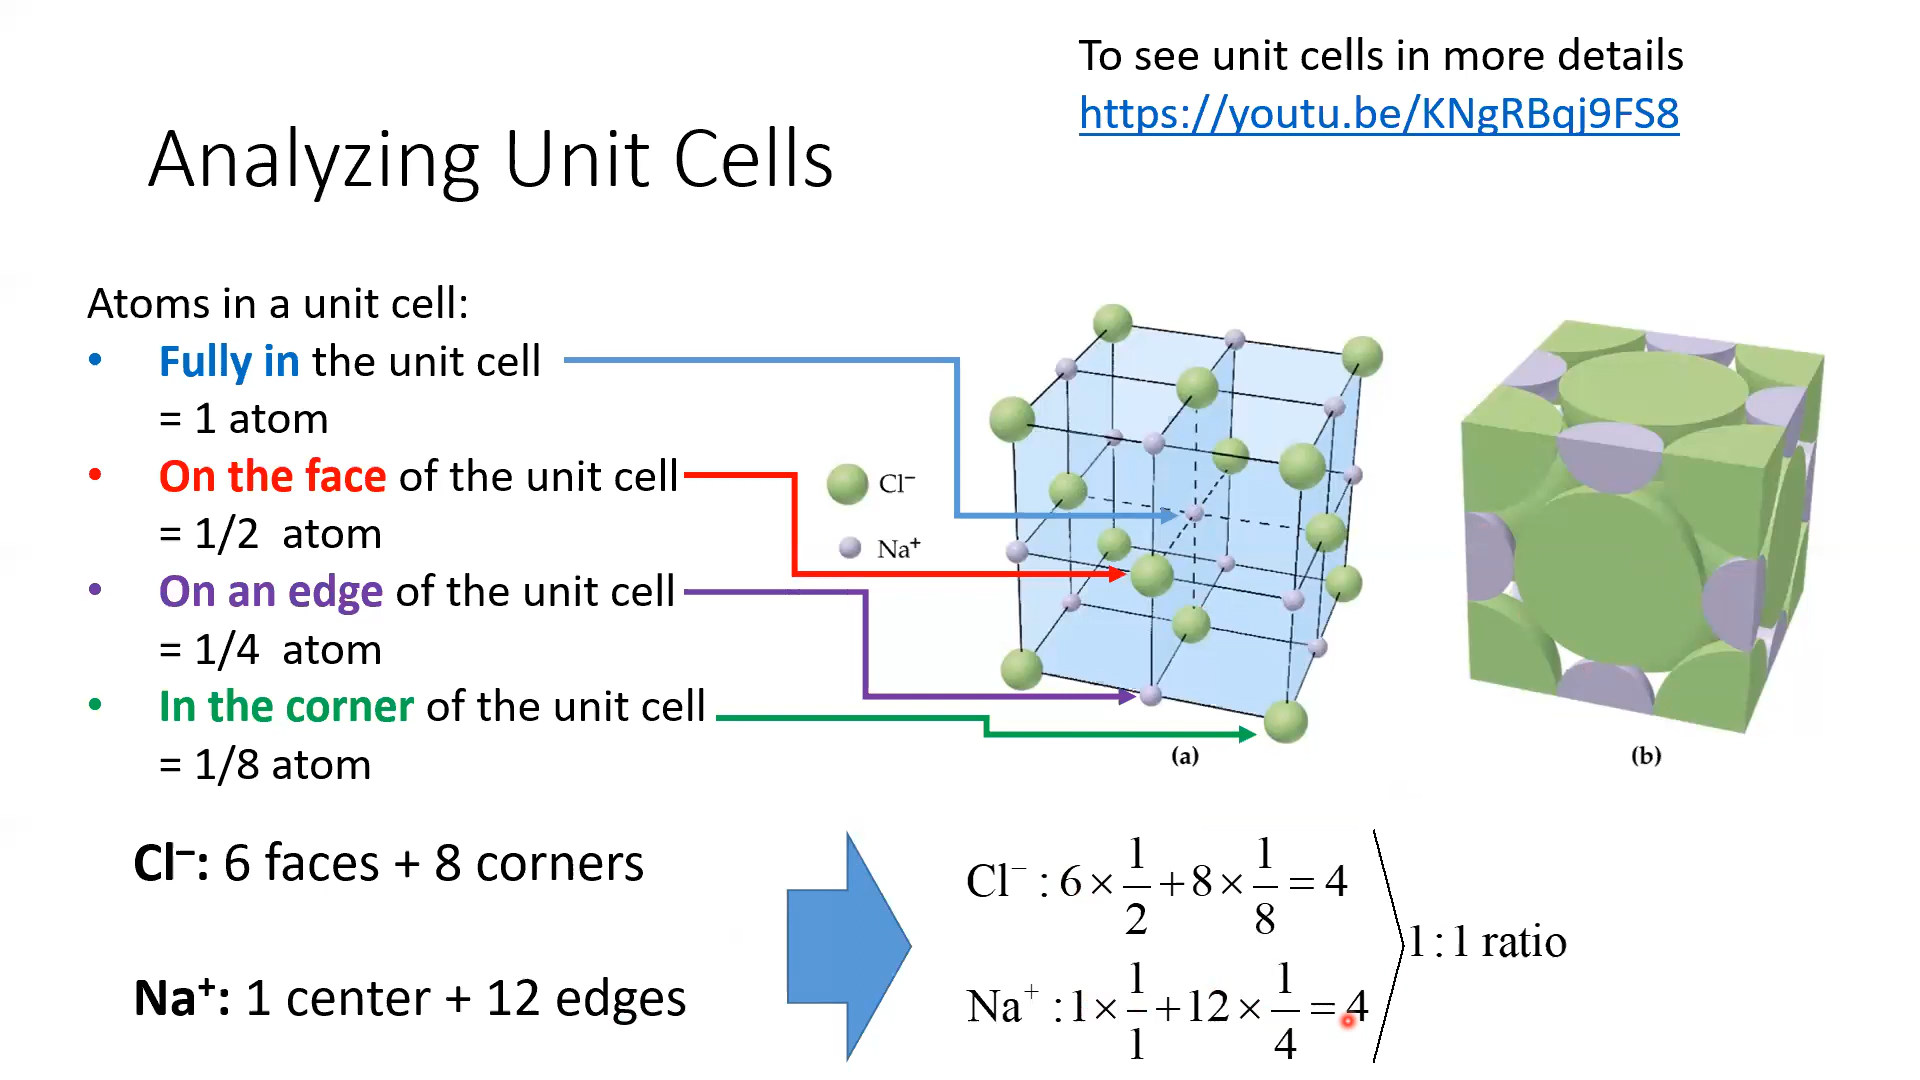 To see unit cells in more details
https://youtu.be/KNgRBqj9FS8
Analyzing Unit Cells
Atoms in a unit cell:
• Fully in the unit cell
= 1 atom
• On the face of the unit cell
= 1/2 atom
• On an edge of the unit cell
= 1/4 atom
• In the corner of the unit cell
= 1/8 atom
Cl⁻
Na⁺
(a)
(b)
Cl⁻: 6 faces + 8 corners
Na⁺: 1 center + 12 edges
Cl⁻ : 6 × 1/2 + 8 × 1/8 = 4
Na⁺ : 1 × 1/1 + 12 × 1/4 = 4
1 : 1 ratio